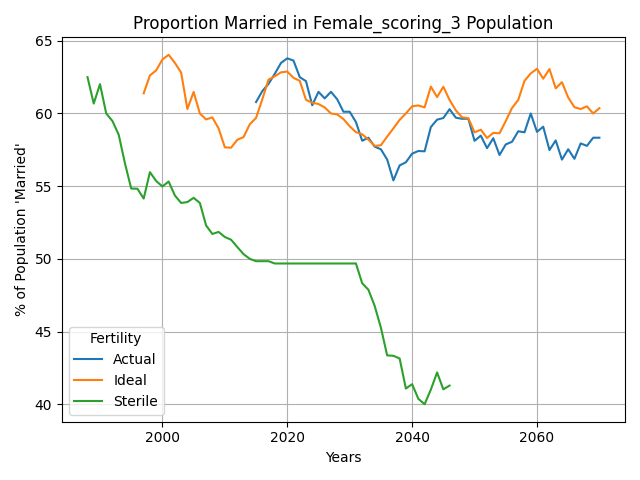 Proportion Married in Female_scoring_3 Population
% of Population 'Married'
65
60
55
50
45
40
Fertility
Actual
Ideal
Sterile
2000 2020 2040 2060
Years